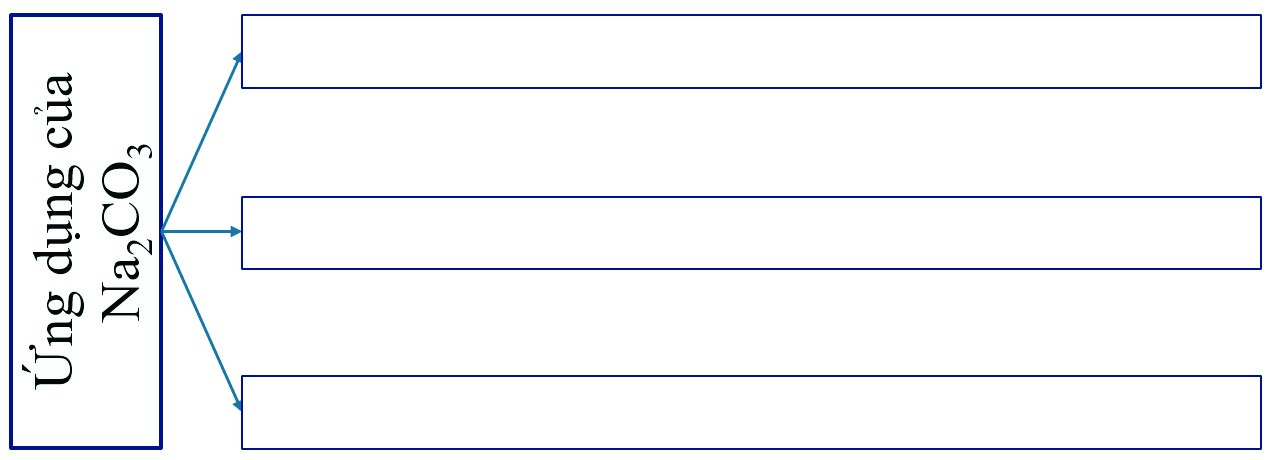 Ứng dụng của
Na₂CO₃